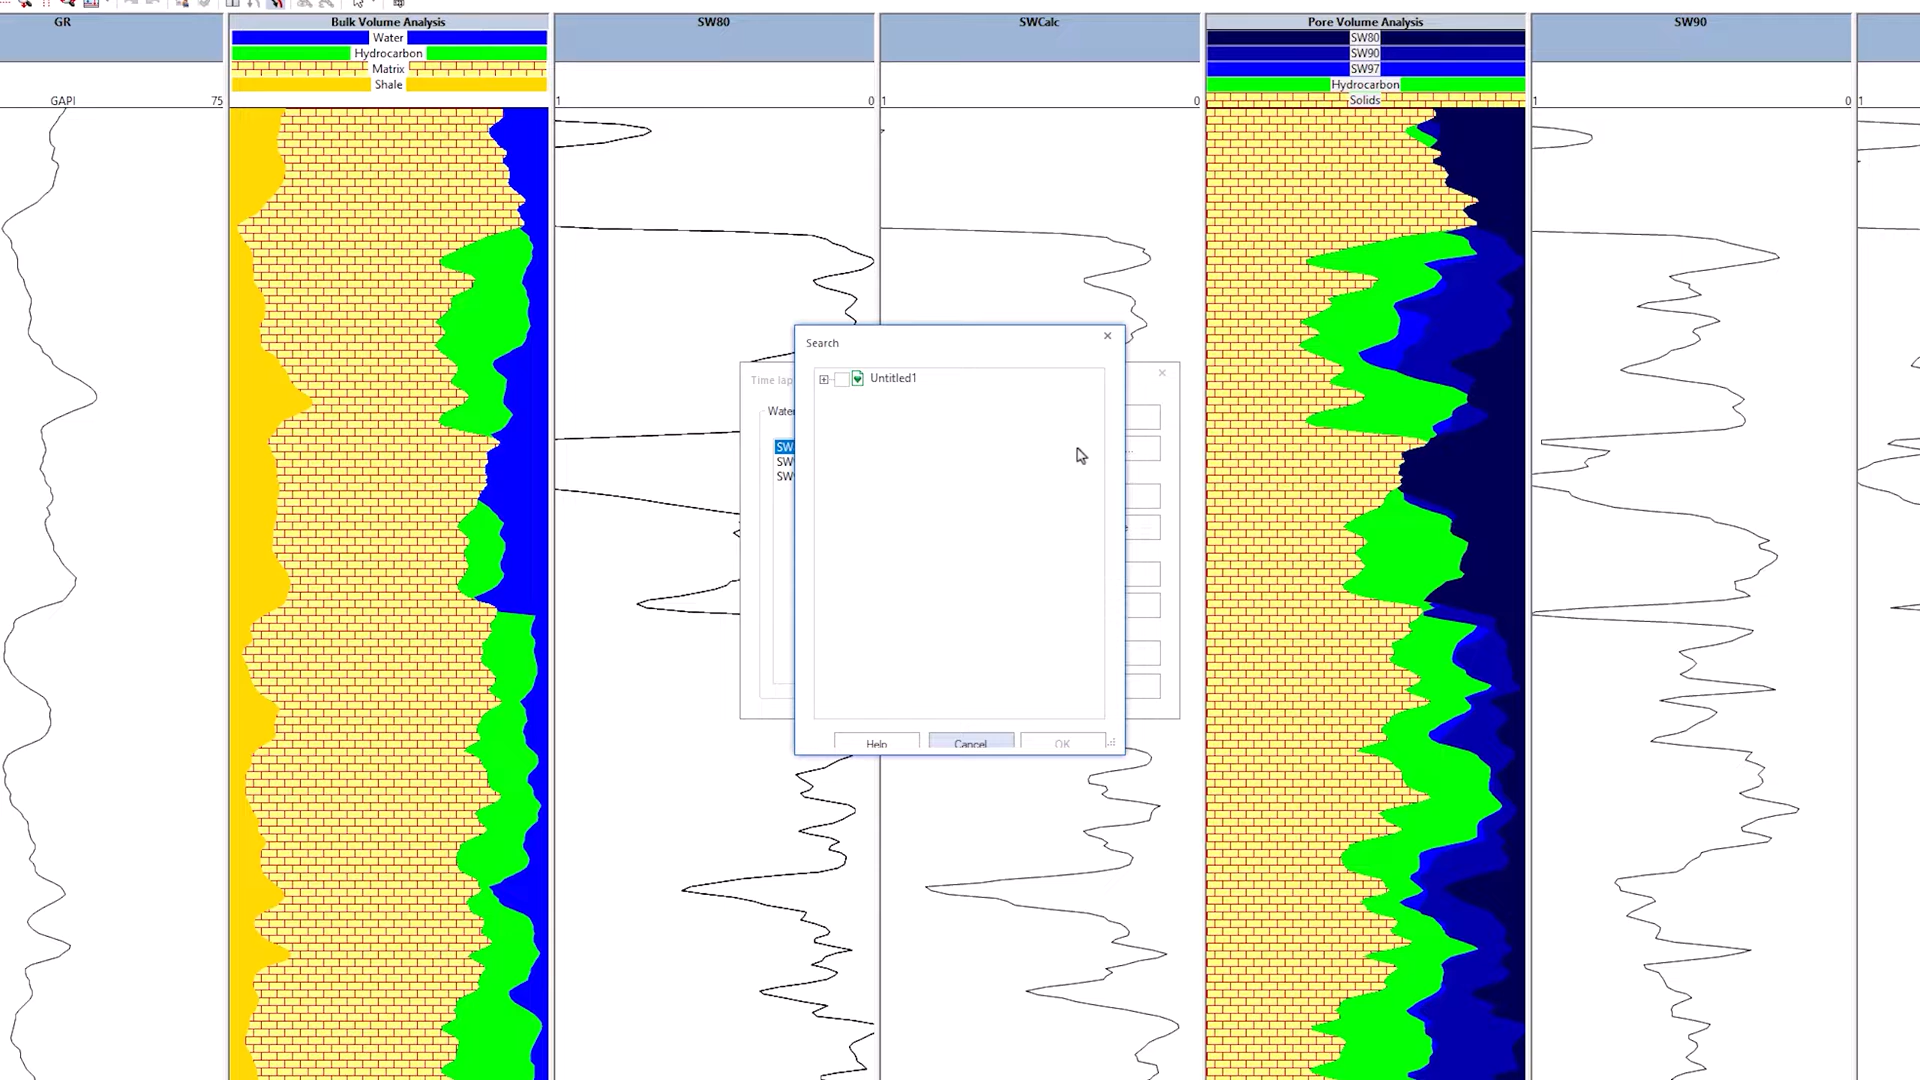 GR
Bulk Volume Analysis
SW80
SWCalc
Pore Volume Analysis
SW90
Water
Hydrocarbon
Matrix
Shale
SW80
SW90
SW97
Hydrocarbon
Solids
GAPI 75
1 0
1 0
1 0
1
Search
Untitled1
Time lap
Water
SW
SW
SW
Help
Cancel
OK